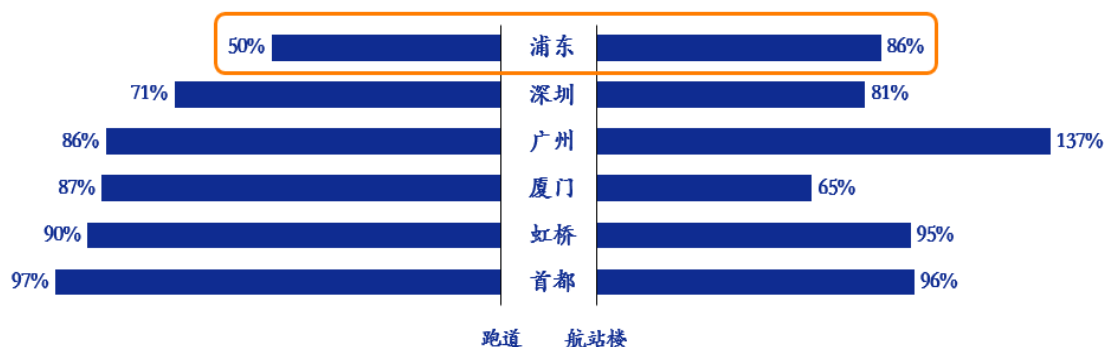 50% 浦东 86%
71% 深圳 81%
86% 广州 137%
87% 厦门 65%
90% 虹桥 95%
97% 首都 96%
跑道 航站楼